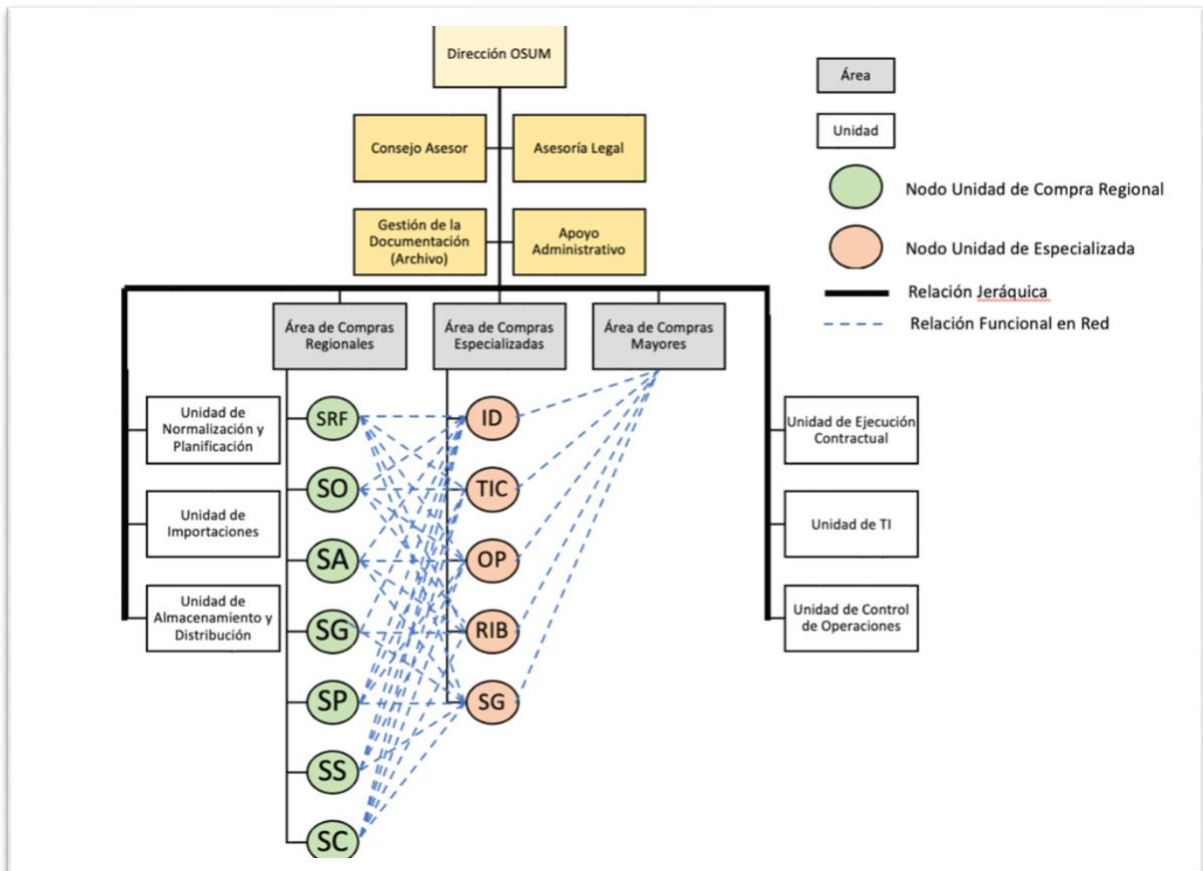 Dirección OSUM
Consejo Asesor
Asesoría Legal
Gestión de la
Documentación
(Archivo)
Apoyo
Administrativo
Área
Unidad
Nodo Unidad de Compra Regional
Nodo Unidad de Especializada
Relación Jeráquica
Relación Funcional en Red
Área de Compras
Regionales
Área de Compras
Especializadas
Área de Compras
Mayores
Unidad de
Normalización y
Planificación
Unidad de
Importaciones
Unidad de
Almacenamiento y
Distribución
SRF
SO
SA
SG
SP
SS
SC
ID
TIC
OP
RIB
SG
Unidad de Ejecución
Contractual
Unidad de TI
Unidad de Control
de Operaciones